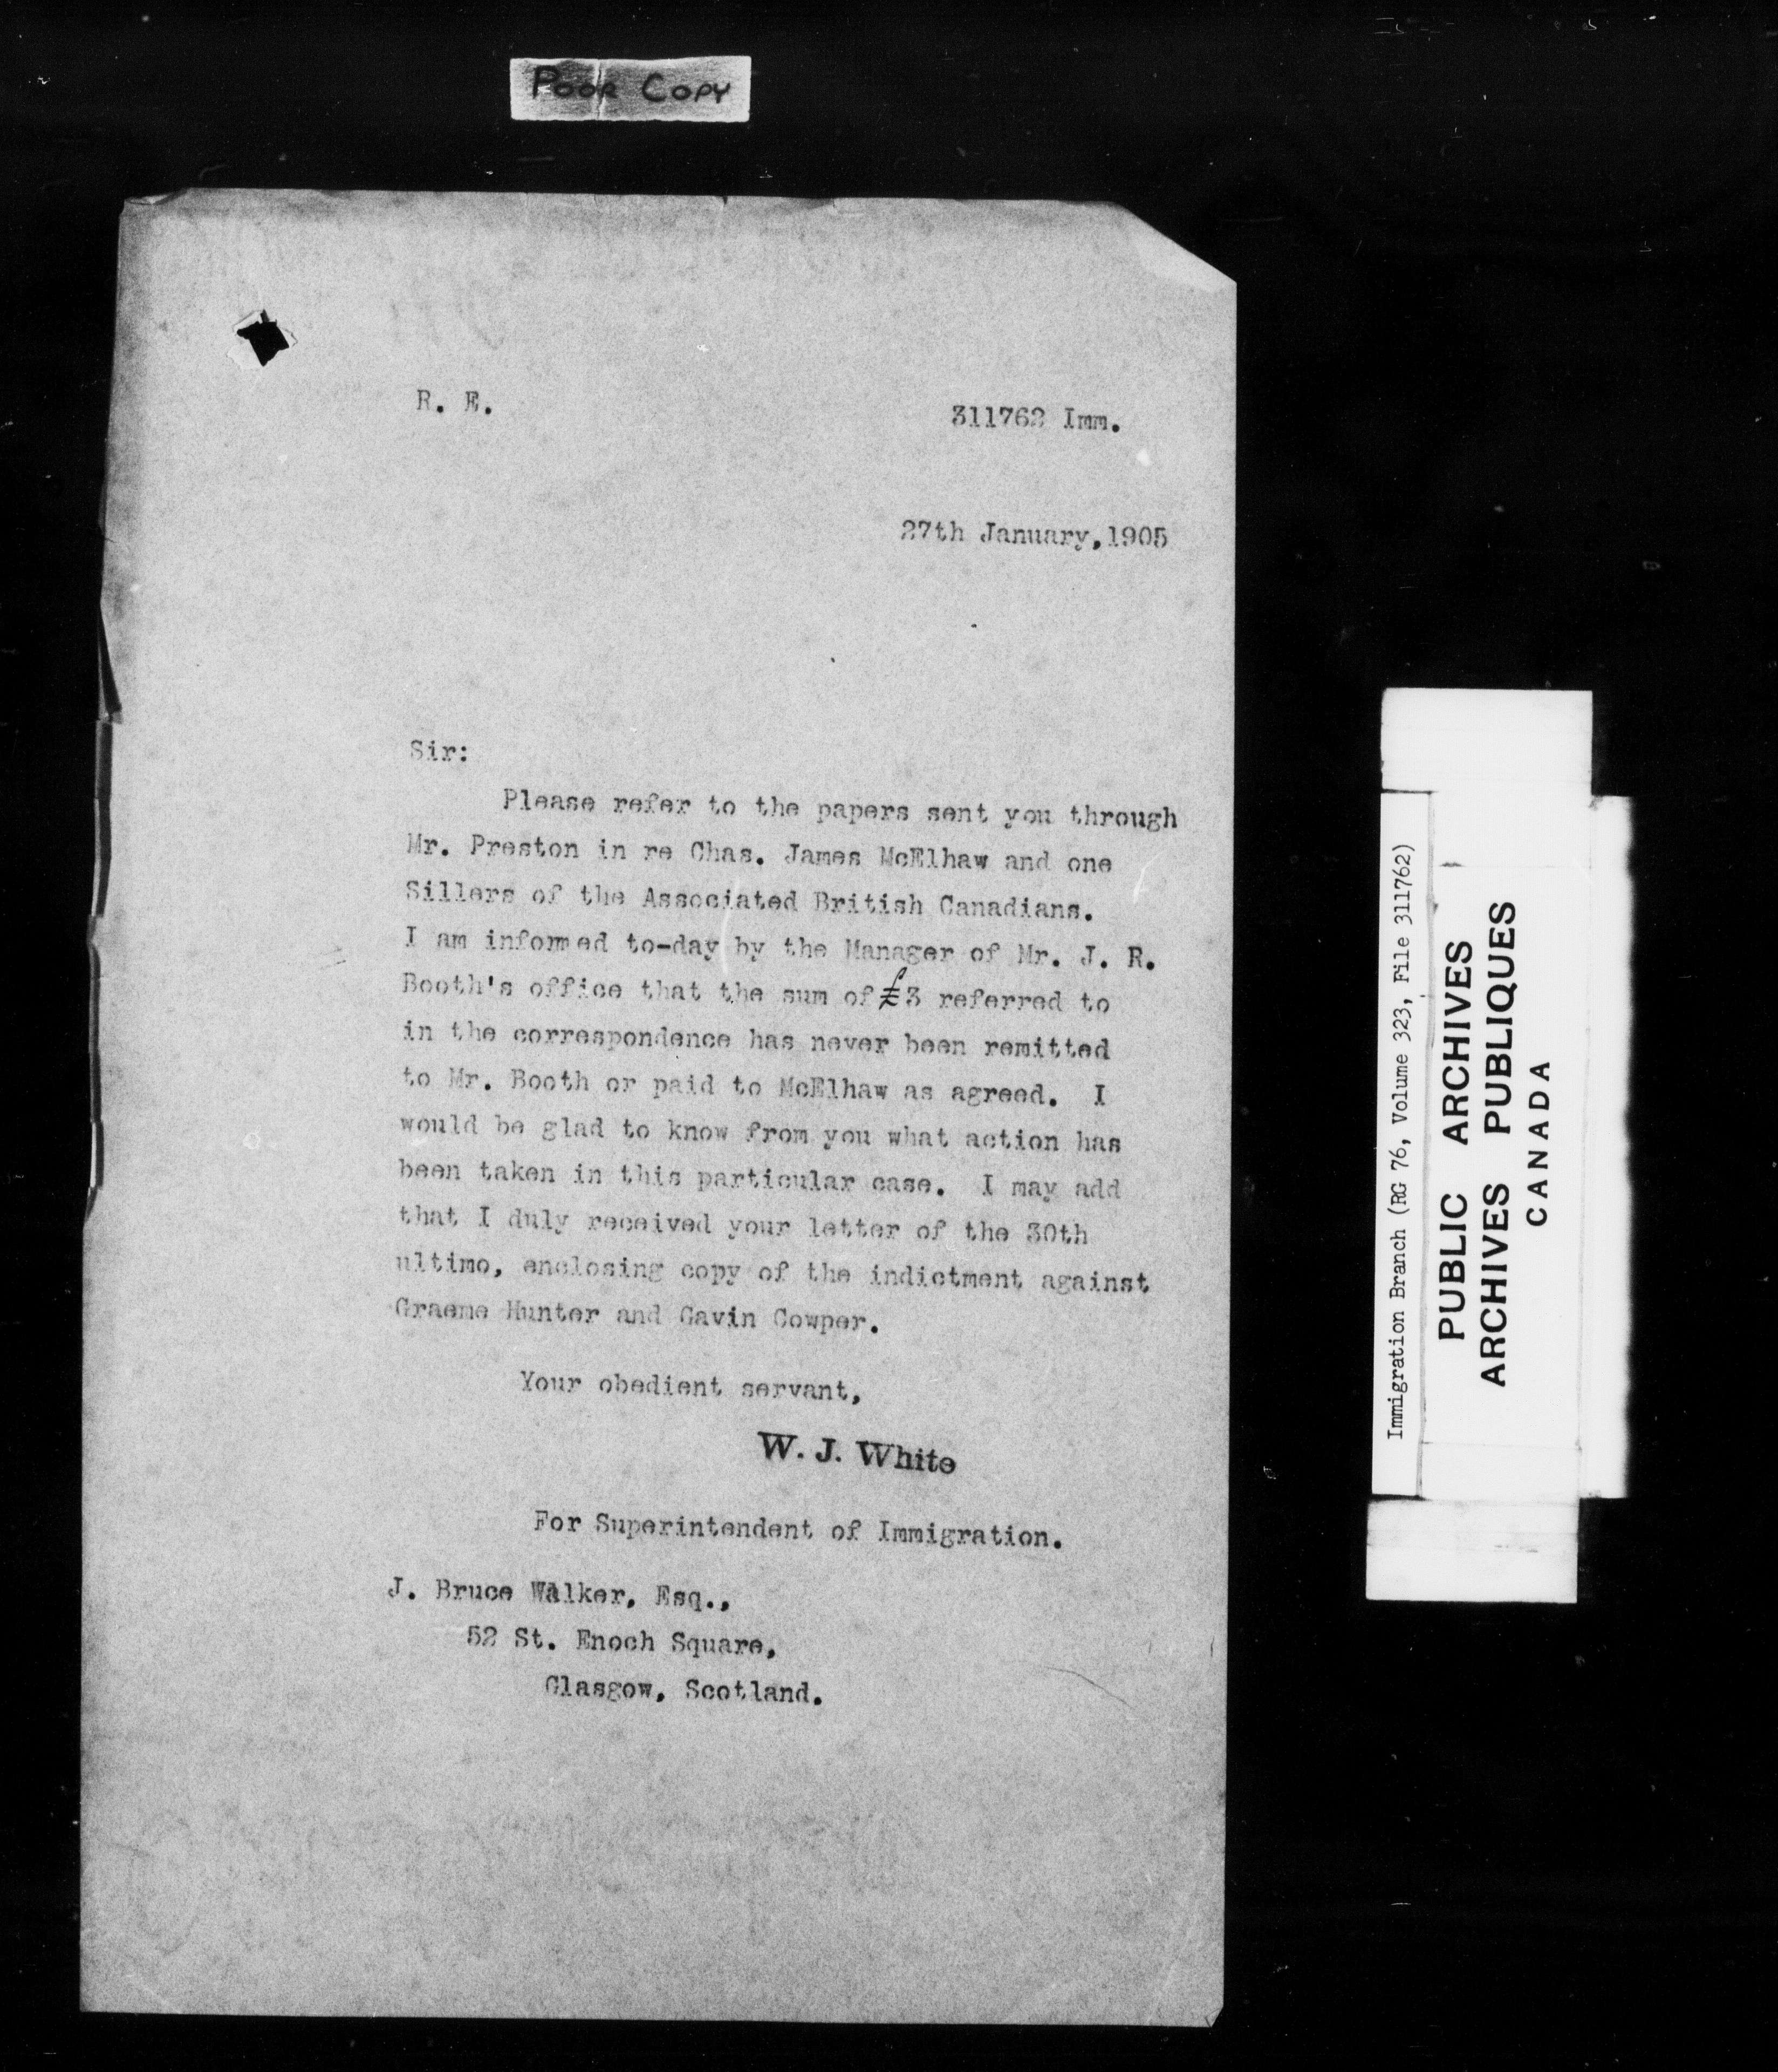 POOR COPY
R. E.
311762 Imm.
27th January,1905
Sir:
Please refer to the papers sent you through
Mr. Preston in re Chas. James McElhaw and one
Sillers of the Associated British Canadians.
I am informed to-day by the Manager of Mr. J. R.
Booth's office that the sum of £3 referred to
in the correspondence has never been remitted
to Mr. Booth or paid to McElhaw as agreed. I
would be glad to know from you what action has
been taken in this particular case. I may add
that I duly received your letter of the 30th
ultimo, enclosing copy of the indictment against
Graeme Hunter and Gavin Cowper.
Your obedient servant,
W. J. White
For Superintendent of Immigration.
J. Bruce Walker, Esq.,
52 St. Enoch Square,
Glasgow, Scotland.
Immigration Branch (RG 76, Volume 323, File 311762)
PUBLIC ARCHIVES
ARCHIVES PUBLIQUES
CANADA